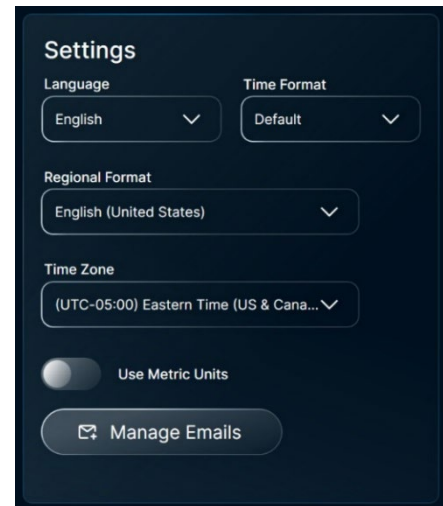 Settings
Language Time Format
English Default
Regional Format
English (United States)
Time Zone
(UTC-05:00) Eastern Time (US & Cana...
Use Metric Units
Manage Emails